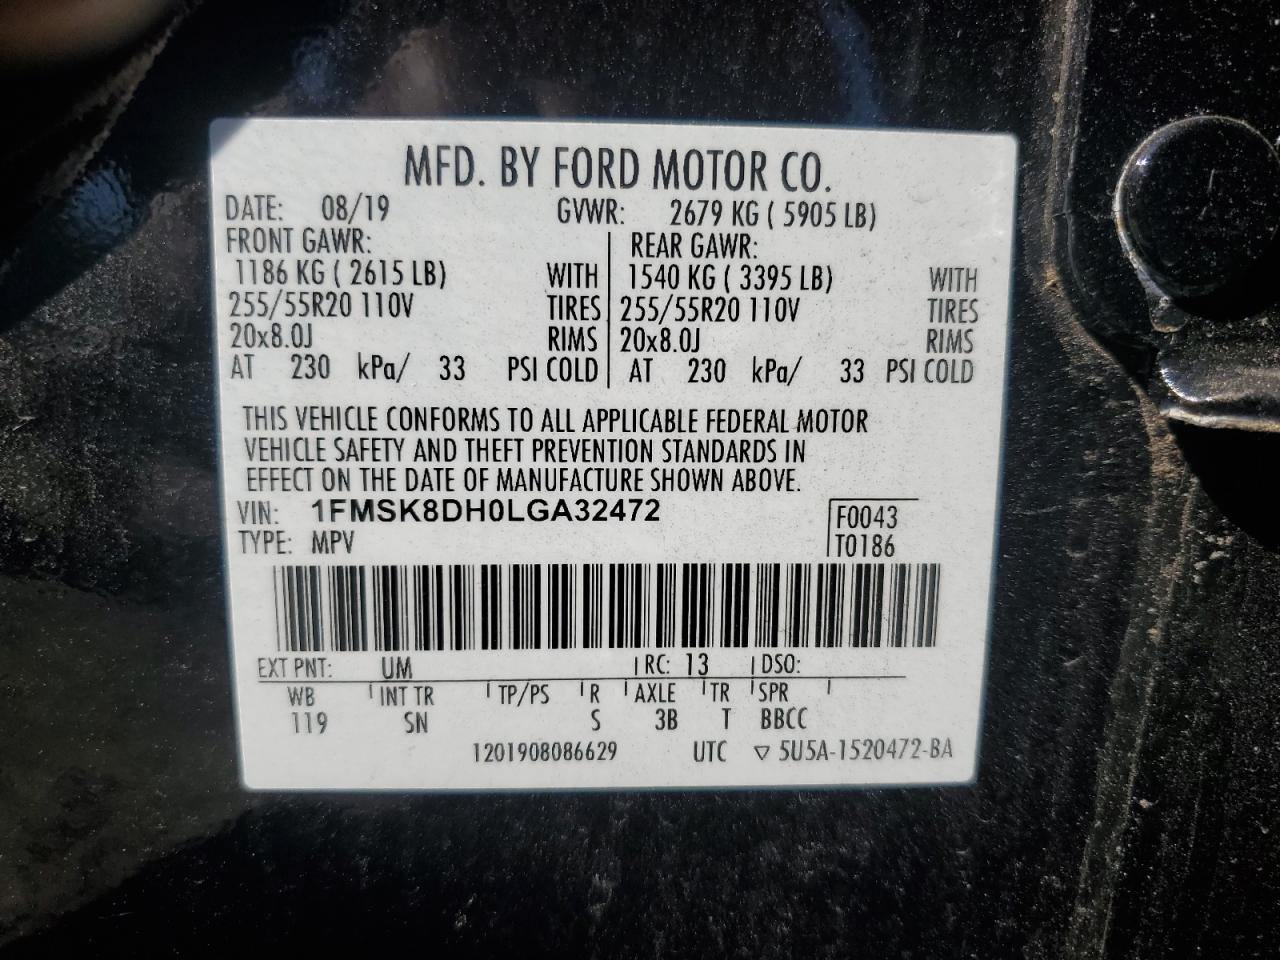 MFD. BY FORD MOTOR CO.
DATE: 08/19 GVWR: 2679 KG ( 5905 LB)
FRONT GAWR: REAR GAWR:
1186 KG ( 2615 LB) WITH 1540 KG ( 3395 LB) WITH
255/55R20 110V TIRES 255/55R20 110V TIRES
20x8.0J RIMS 20x8.0J RIMS
AT 230 kPa/ 33 PSI COLD AT 230 kPa/ 33 PSI COLD
THIS VEHICLE CONFORMS TO ALL APPLICABLE FEDERAL MOTOR
VEHICLE SAFETY AND THEFT PREVENTION STANDARDS IN
EFFECT ON THE DATE OF MANUFACTURE SHOWN ABOVE.
VIN: 1FMSK8DH0LGA32472 F0043
TYPE: MPV T0186
EXT PNT: UM RC: 13 DSO:
WB INT TR TP/PS R AXLE TR SPR
119 SN S 3B T BBCC
1201908086629 UTC ▽ 5U5A-1520472-BA